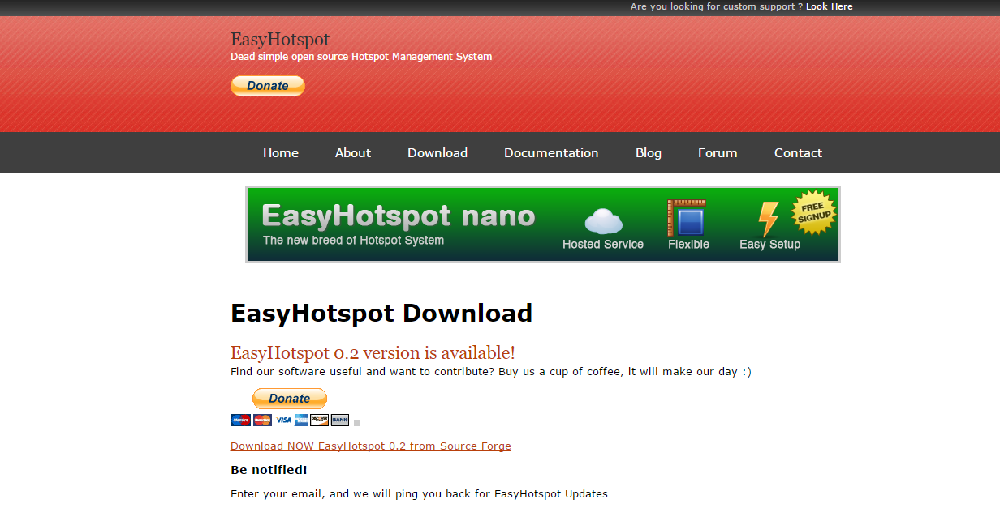 Are you looking for custom support ? Look Here
EasyHotspot
Dead simple open source Hotspot Management System
Donate
Home About Download Documentation Blog Forum Contact
EasyHotspot nano
The new breed of Hotspot System
Hosted Service Flexible Easy Setup
FREE
SIGNUP
EasyHotspot Download
EasyHotspot 0.2 version is available!
Find our software useful and want to contribute? Buy us a cup of coffee, it will make our day :)
Donate
Maestro MasterCard VISA DISCOVER BANK
Download NOW EasyHotspot 0.2 from Source Forge
Be notified!
Enter your email, and we will ping you back for EasyHotspot Updates